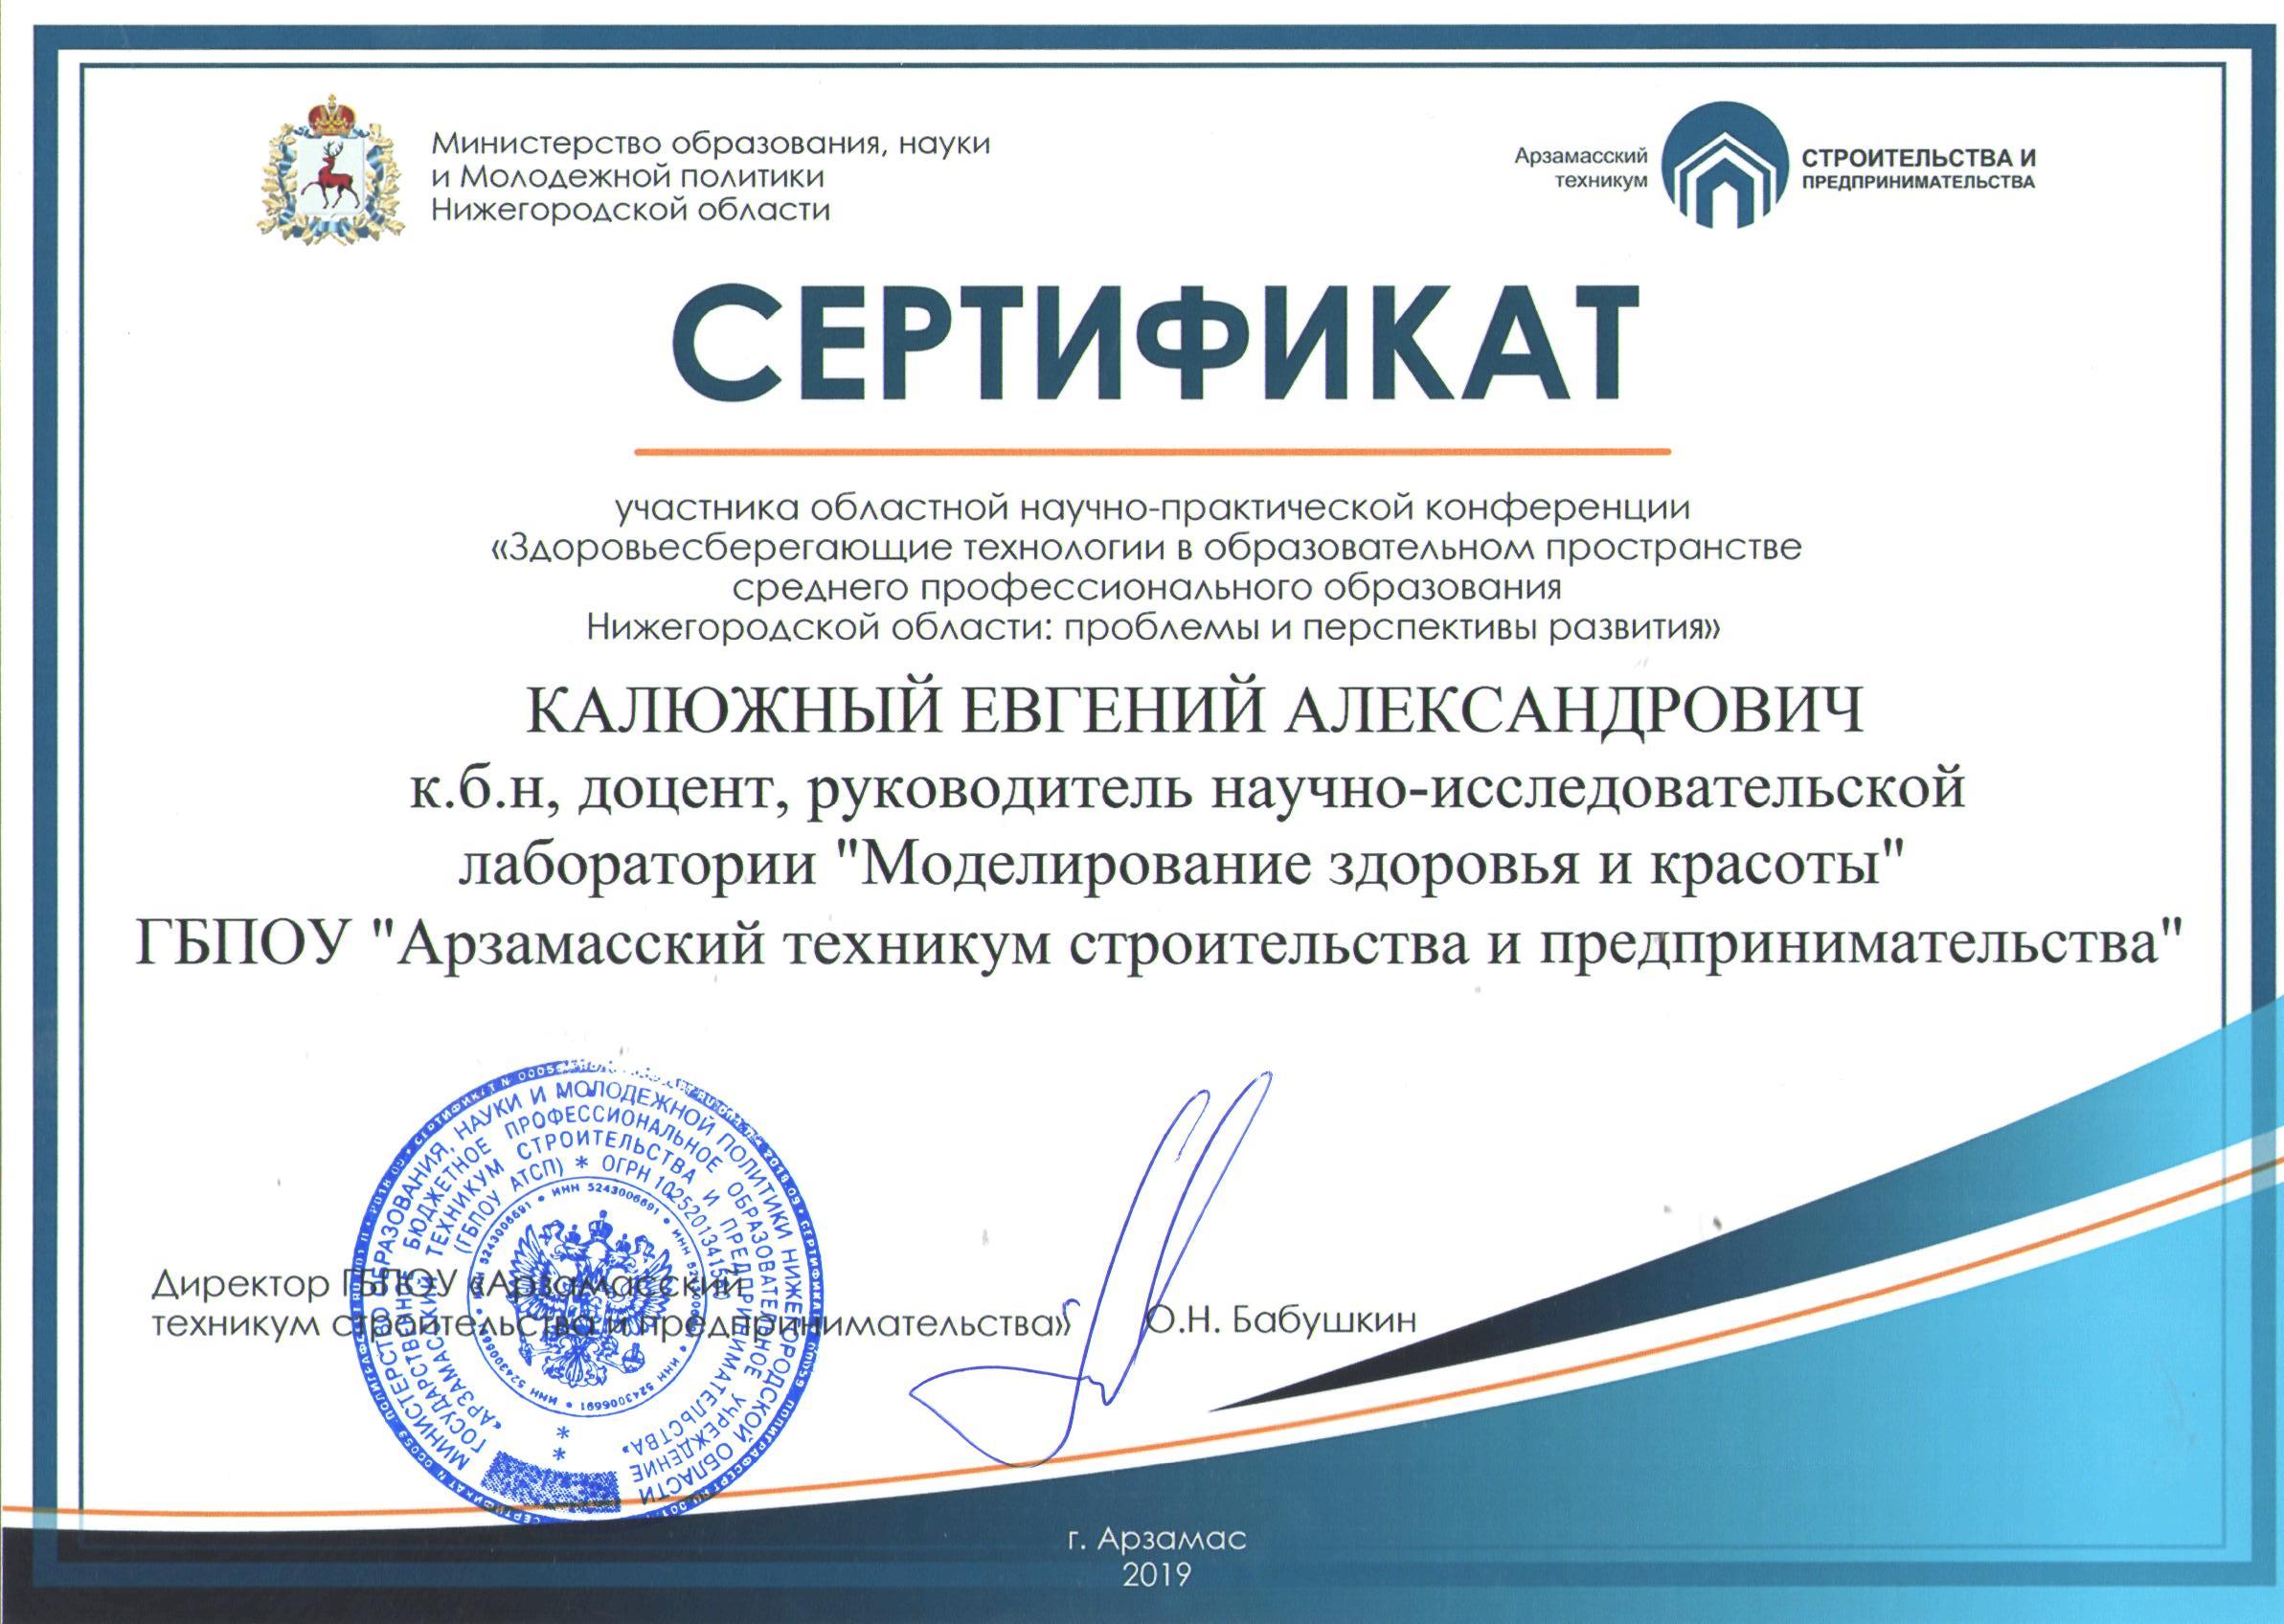 Министерство образования, науки
и Молодежной политики
Нижегородской области
Арзамасский
техникум
СТРОИТЕЛЬСТВА И
ПРЕДПРИНИМАТЕЛЬСТВА
СЕРТИФИКАТ
участника областной научно-практической конференции
«Здоровьесберегающие технологии в образовательном пространстве
среднего профессионального образования
Нижегородской области: проблемы и перспективы развития»
КАЛЮЖНЫЙ ЕВГЕНИЙ АЛЕКСАНДРОВИЧ
к.б.н, доцент, руководитель научно-исследовательской
лаборатории "Моделирование здоровья и красоты"
ГБПОУ "Арзамасский техникум строительства и предпринимательства"
МИНИСТЕРСТВО ОБРАЗОВАНИЯ, НАУКИ И МОЛОДЕЖНОЙ ПОЛИТИКИ НИЖЕГОРОДСКОЙ ОБЛАСТИ
ГОСУДАРСТВЕННОЕ БЮДЖЕТНОЕ ПРОФЕССИОНАЛЬНОЕ ОБРАЗОВАТЕЛЬНОЕ УЧРЕЖДЕНИЕ
«АРЗАМАССКИЙ ТЕХНИКУМ СТРОИТЕЛЬСТВА И ПРЕДПРИНИМАТЕЛЬСТВА»
(ГБПОУ АТСП) * ОГРН
ИНН 5243006691 • ИНН 5243006691
Директор ГБПОУ «Арзамасский
техникум строительства и предпринимательства»
О.Н. Бабушкин
г. Арзамас
2019